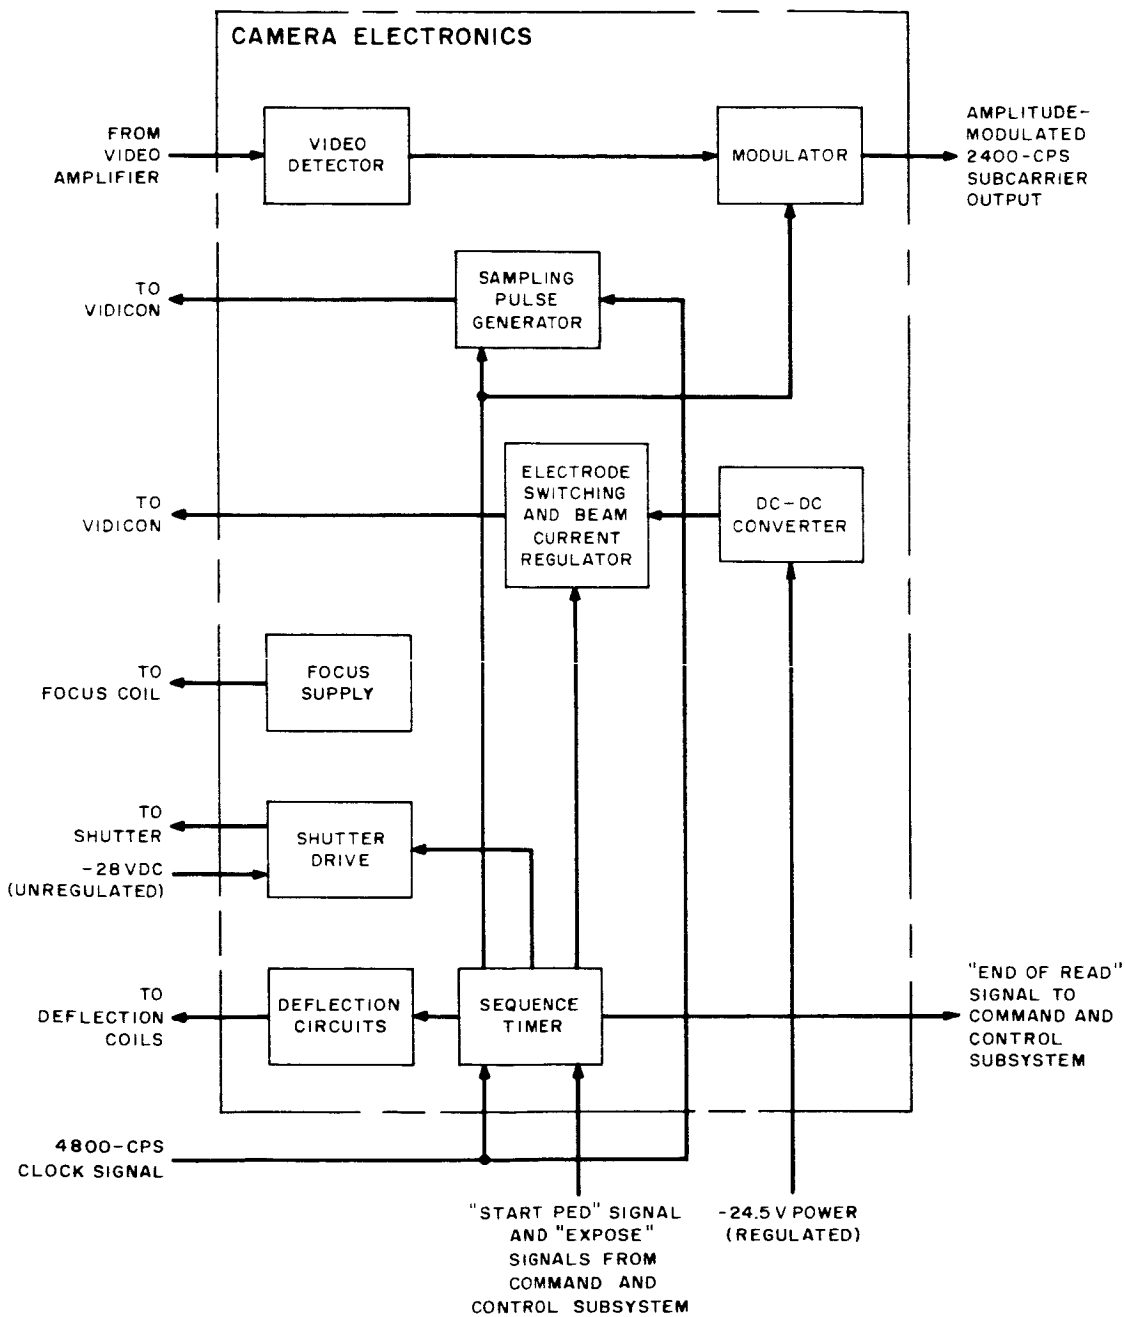 CAMERA ELECTRONICS
FROM
VIDEO
AMPLIFIER
VIDEO
DETECTOR
MODULATOR
AMPLITUDE-
MODULATED
2400-CPS
SUBCARRIER
OUTPUT
TO
VIDICON
SAMPLING
PULSE
GENERATOR
TO
VIDICON
ELECTRODE
SWITCHING
AND BEAM
CURRENT
REGULATOR
DC-DC
CONVERTER
TO
FOCUS COIL
FOCUS
SUPPLY
TO
SHUTTER
-28 VDC
(UNREGULATED)
SHUTTER
DRIVE
TO
DEFLECTION
COILS
DEFLECTION
CIRCUITS
SEQUENCE
TIMER
"END OF READ"
SIGNAL TO
COMMAND AND
CONTROL
SUBSYSTEM
4800-CPS
CLOCK SIGNAL
"START PED" SIGNAL
AND "EXPOSE"
SIGNALS FROM
COMMAND AND
CONTROL SUBSYSTEM
-24.5 V POWER
(REGULATED)